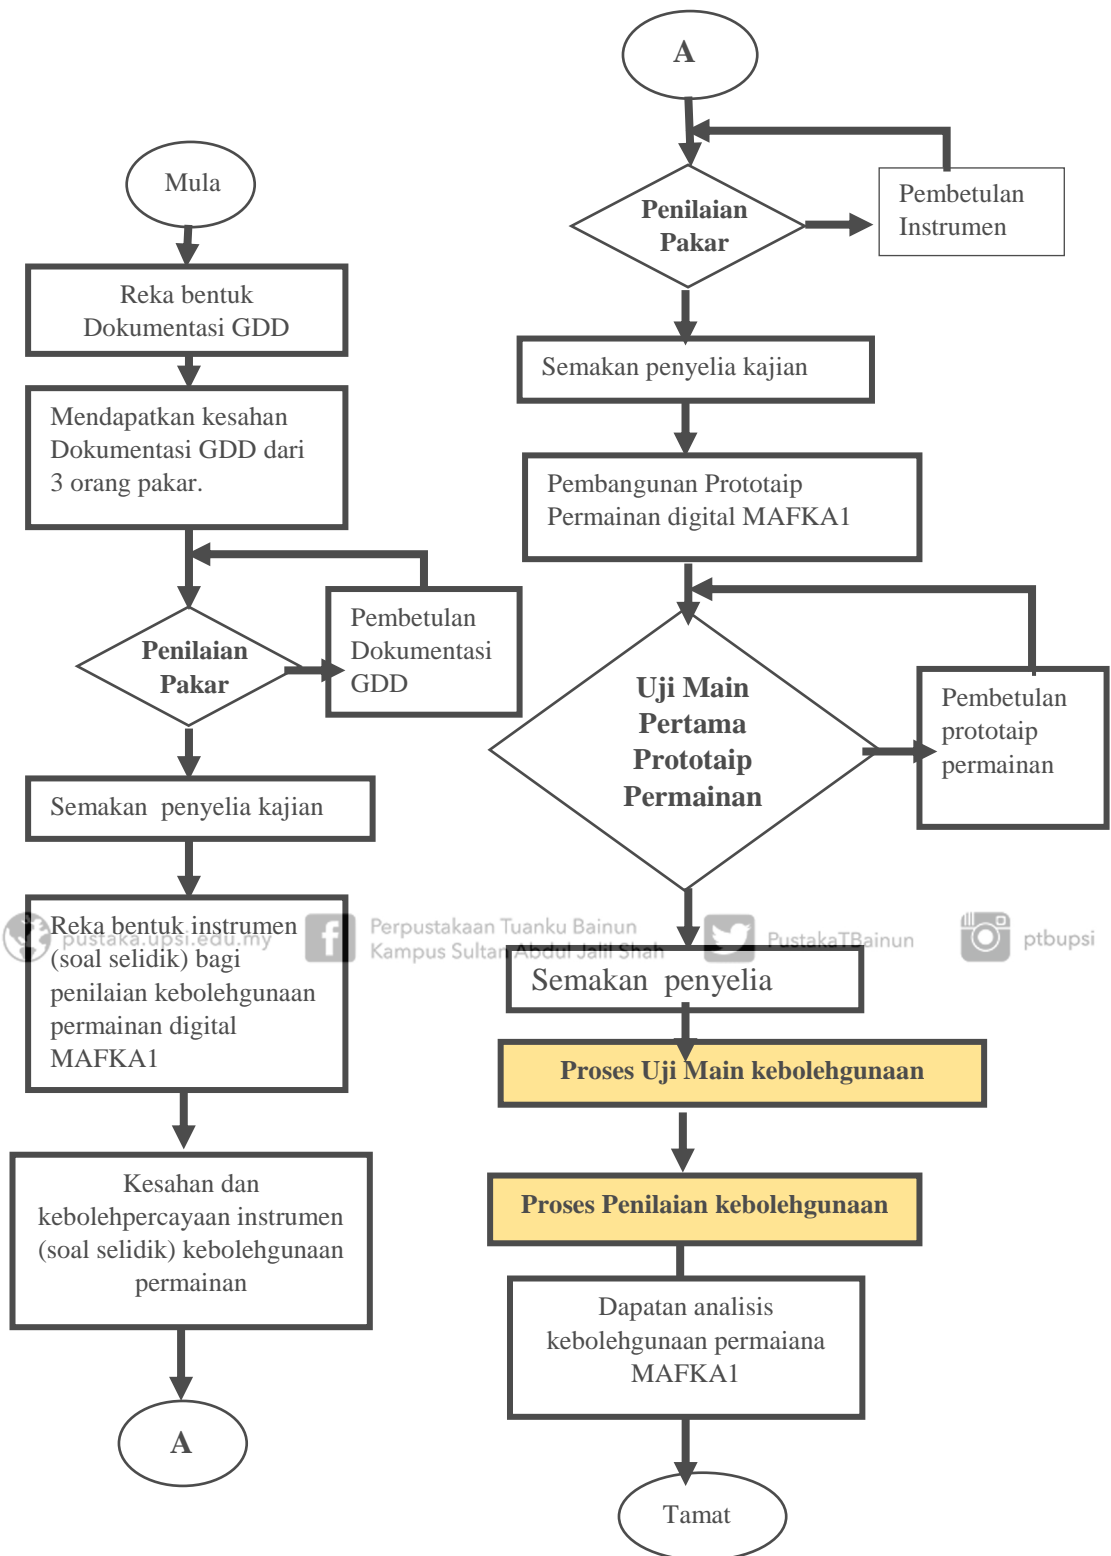 Mula
Reka bentuk
Dokumentasi GDD
Mendapatkan kesahan
Dokumentasi GDD dari
3 orang pakar.
Penilaian
Pakar
Pembetulan
Dokumentasi
GDD
Semakan  penyelia kajian
Reka bentuk instrumen
(soal selidik) bagi
penilaian kebolehgunaan
permainan digital
MAFKA1
Kesahan dan
kebolehpercayaan instrumen
(soal selidik) kebolehgunaan
permainan
A
A
Penilaian
Pakar
Pembetulan
Instrumen
Semakan penyelia kajian
Pembangunan Prototaip
Permainan digital MAFKA1
Uji Main
Pertama
Prototaip
Permainan
Pembetulan
prototaip
permainan
Semakan  penyelia
Proses Uji Main kebolehgunaan
Proses Penilaian kebolehgunaan
Dapatan analisis
kebolehgunaan permaiana
MAFKA1
Tamat
pustaka.upsi.edu.my
Perpustakaan Tuanku Bainun
Kampus Sultan Abdul Jalil Shah
PustakaTBainun
ptbupsi